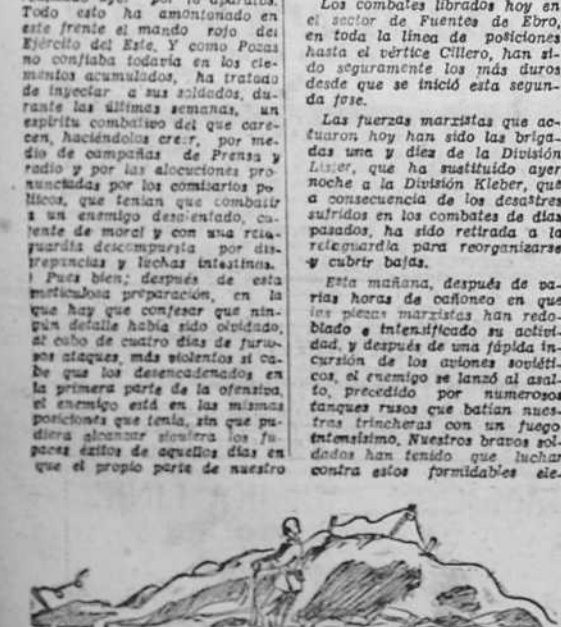 Todo esto ha amontonado en
este frente el mando rojo del
Ejército del Este. Y como Pozas
no confiaba todavía en los ele-
mentos acumulados, ha tratado
de inyectar a sus soldados, du-
rante las últimas semanas, un
espíritu combativo del que care-
cen, haciéndolos creer, por me-
dio de campañas de Prensa y
radio y por las alocuciones pro-
nunciadas por los comisarios po-
líticos, que tenían que combatir
a un enemigo desalentado, ca-
rente de moral y con una reta-
guardia descompuesta por dis-
crepancias y luchas intestinas.
Pues bien; después de esta
meticulosa preparación, en la
que hay que confesar que nin-
gún detalle había sido olvidado,
al cabo de cuatro días de furio-
sos ataques, más violentos si ca-
be que los desencadenados en
la primera parte de la ofensiva,
el enemigo está en las mismas
posiciones que tenía, sin que pu-
diera alcanzar siquiera los fu-
gaces éxitos de aquellos días en
que el propio parte de nuestro
Los combates librados hoy en
el sector de Fuentes de Ebro,
en toda la línea de posiciones
hasta el vértice Cillero, han si-
do seguramente los más duros
desde que se inició esta segun-
da fase.
Las fuerzas marxistas que ac-
tuaron hoy han sido las briga-
das una y diez de la División
Líster, que ha sustituido ayer
noche a la División Kleber, que
a consecuencia de los desastres
sufridos en los combates de días
pasados, ha sido retirada a la
reteguardia para reorganizarse
y cubrir bajas.
Esta mañana, después de va-
rias horas de cañoneo en que
las piezas marxistas han redo-
blado e intensificado su activi-
dad, y después de una fápida in-
cursión de los aviones soviéti-
cos, el enemigo se lanzó al asal-
to, precedido por numerosos
tanques rusos que batían nues-
tras trincheras con un fuego
intensísimo. Nuestros bravos sol-
dados han tenido que luchar
contra estos formidables ele-